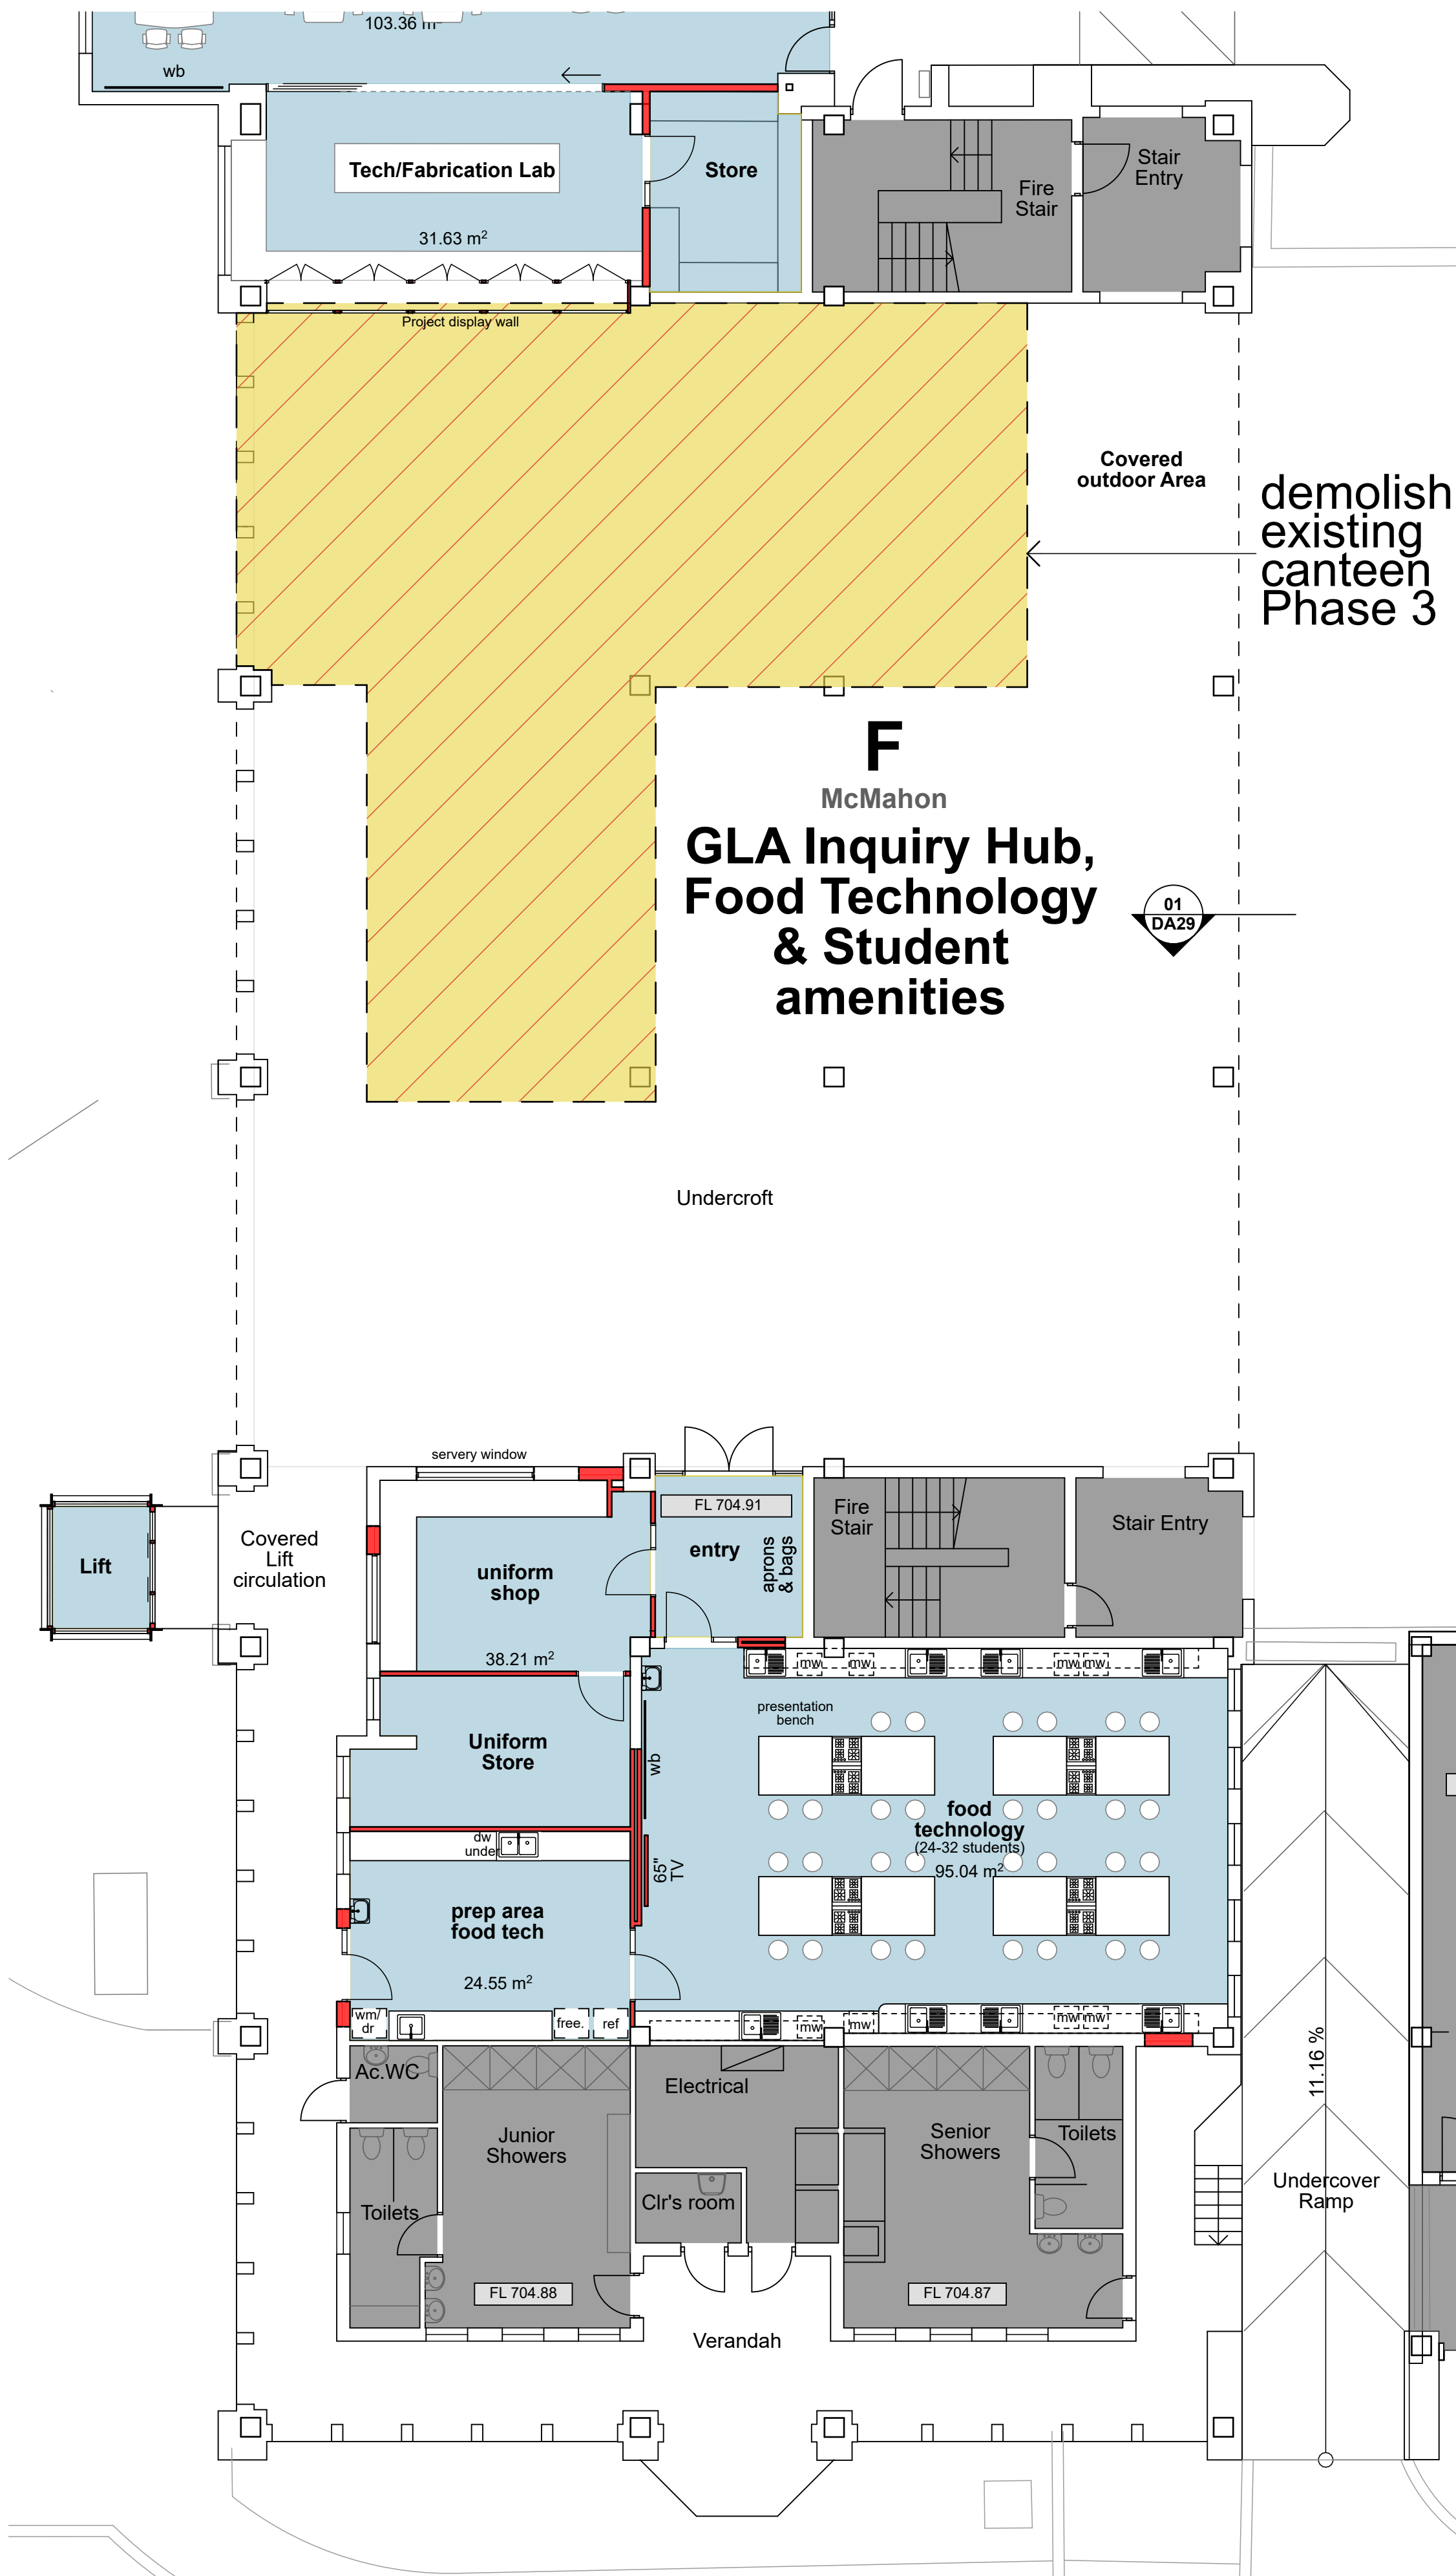 103.36 m²
wb
Tech/Fabrication Lab
31.63 m²
Store
Fire
Stair
Stair
Entry
Project display wall
Covered
outdoor Area
demolish
existing
canteen
Phase 3
F
McMahon
GLA Inquiry Hub,
Food Technology
& Student
amenities
01
DA29
Undercroft
servery window
Lift
Covered
Lift
circulation
uniform
shop
38.21 m²
FL 704.91
entry
aprons
& bags
Fire
Stair
Stair Entry
mw
mw
mw
mw
presentation
bench
Uniform
Store
wb
food
technology
(24-32 students)
95.04 m²
dw
under
65"
TV
prep area
food tech
24.55 m²
wm/
dr
free.
ref
mw
mw
mw
mw
Ac.WC
Junior
Showers
Electrical
Senior
Showers
Toilets
Toilets
Clr's room
FL 704.88
FL 704.87
Verandah
11.16 %
Undercover
Ramp